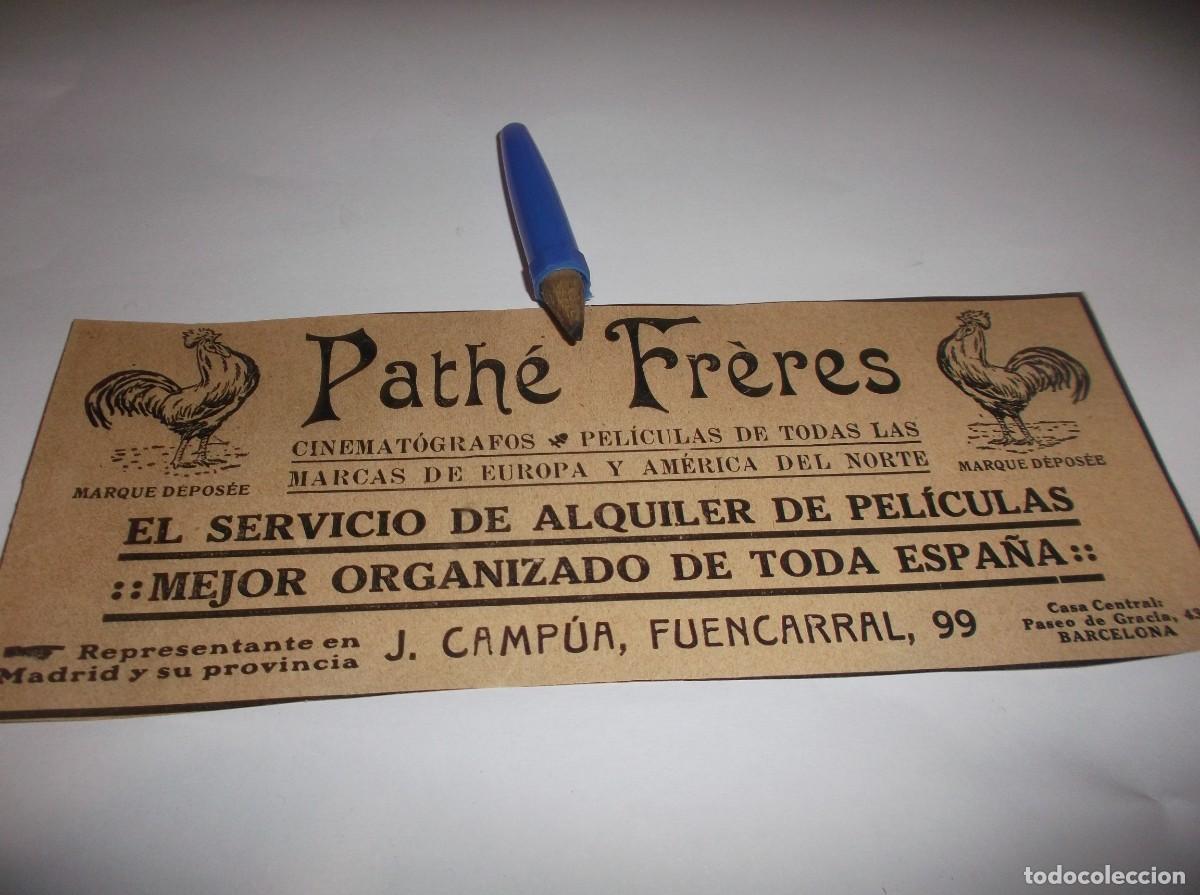 Pathé Frères
CINEMATÓGRAFOS PELÍCULAS DE TODAS LAS
MARCAS DE EUROPA Y AMÉRICA DEL NORTE
MARQUE DÉPOSÉE
MARQUE DÉPOSÉE
EL SERVICIO DE ALQUILER DE PELÍCULAS
::MEJOR ORGANIZADO DE TODA ESPAÑA::
Representante en
Madrid y su provincia
J. CAMPÚA, FUENCARRAL, 99
Casa Central:
Paseo de Gracia,
BARCELONA
todocoleccion